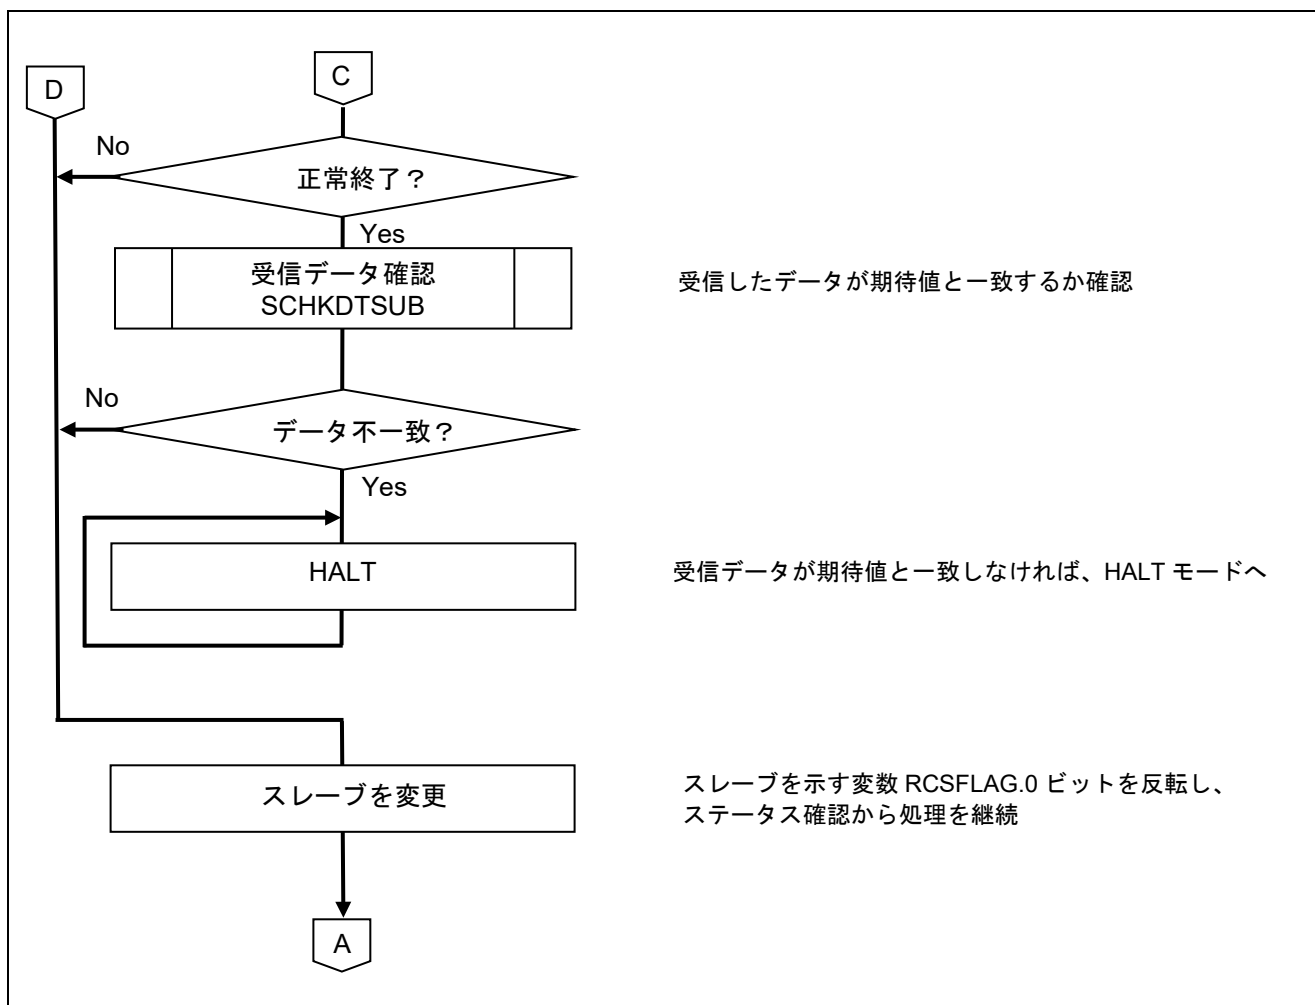 D
C
No
正常終了?
Yes
受信データ確認
SCHKDTSUB
受信したデータが期待値と一致するか確認
No
データ不一致?
Yes
HALT
受信データが期待値と一致しなければ、HALT モードへ
スレーブを変更
スレーブを示す変数 RCSFLAG.0 ビットを反転し、
ステータス確認から処理を継続
A